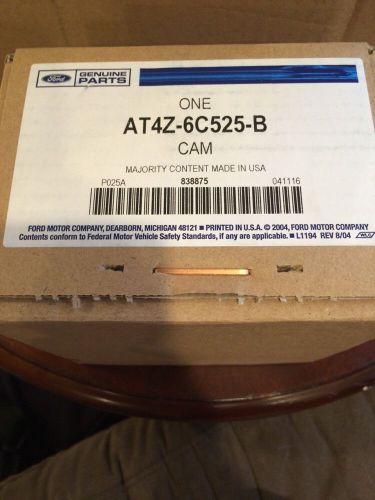 Ford GENUINE PARTS
ONE
AT4Z-6C525-B
CAM
MAJORITY CONTENT MADE IN USA
P025A 838875 041116
FORD MOTOR COMPANY, DEARBORN, MICHIGAN 48121 ■ PRINTED IN U.S.A. © 2004, FORD MOTOR COMPANY
Contents conform to Federal Motor Vehicle Safety Standards, if any are applicable. ■ L1194 REV 8/04